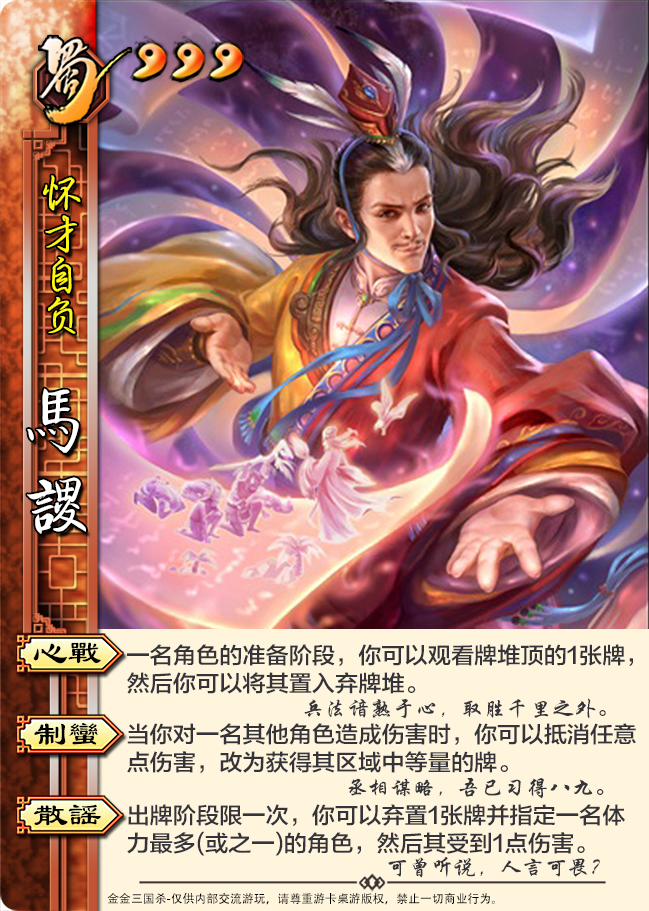 蜀
怀才自负
馬謖
心戰
一名角色的准备阶段，你可以观看牌堆顶的1张牌，
然后你可以将其置入弃牌堆。
兵法谙熟于心，取胜千里之外。
制蠻
当你对一名其他角色造成伤害时，你可以抵消任意
点伤害，改为获得其区域中等量的牌。
丞相谋略，吾已习得八九。
散謡
出牌阶段限一次，你可以弃置1张牌并指定一名体
力最多(或之一)的角色，然后其受到1点伤害。
可曾听说，人言可畏？
金金三国杀-仅供内部交流游玩，请尊重游卡桌游版权，禁止一切商业行为。